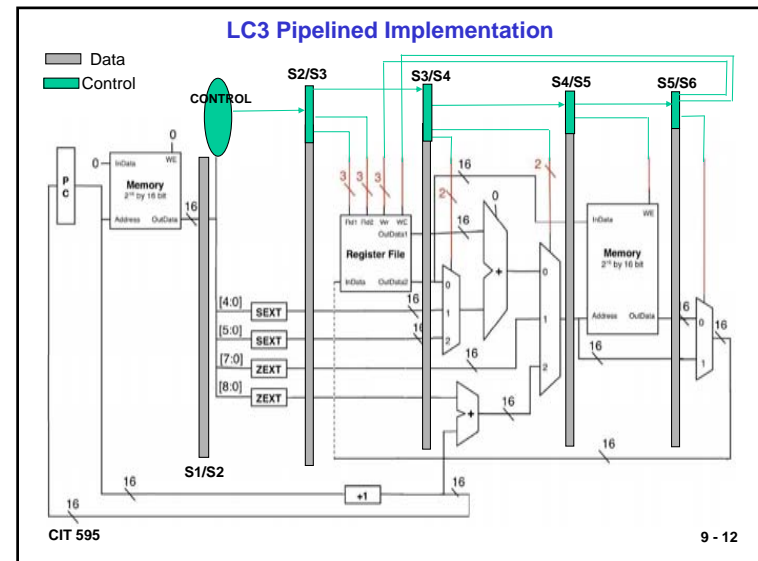 LC3 Pipelined Implementation
Data
Control
CONTROL
S2/S3
S3/S4
S4/S5
S5/S6
0
0
InData
WE
Memory
2^16 by 16 bit
Address
OutData
16
P
C
3
3
3
2
2
16
Rd1
Rd2
Wr
WC
OutData1
Register File
InData
OutData2
16
0
+
0
1
2
0
1
2
InData
WE
Memory
2^16 by 16 bit
Address
OutData
16
0
1
16
[4:0]
SEXT
16
[5:0]
SEXT
16
[7:0]
ZEXT
16
[8:0]
ZEXT
16
+
16
16
16
S1/S2
16
+1
16
16
CIT 595
9 - 12